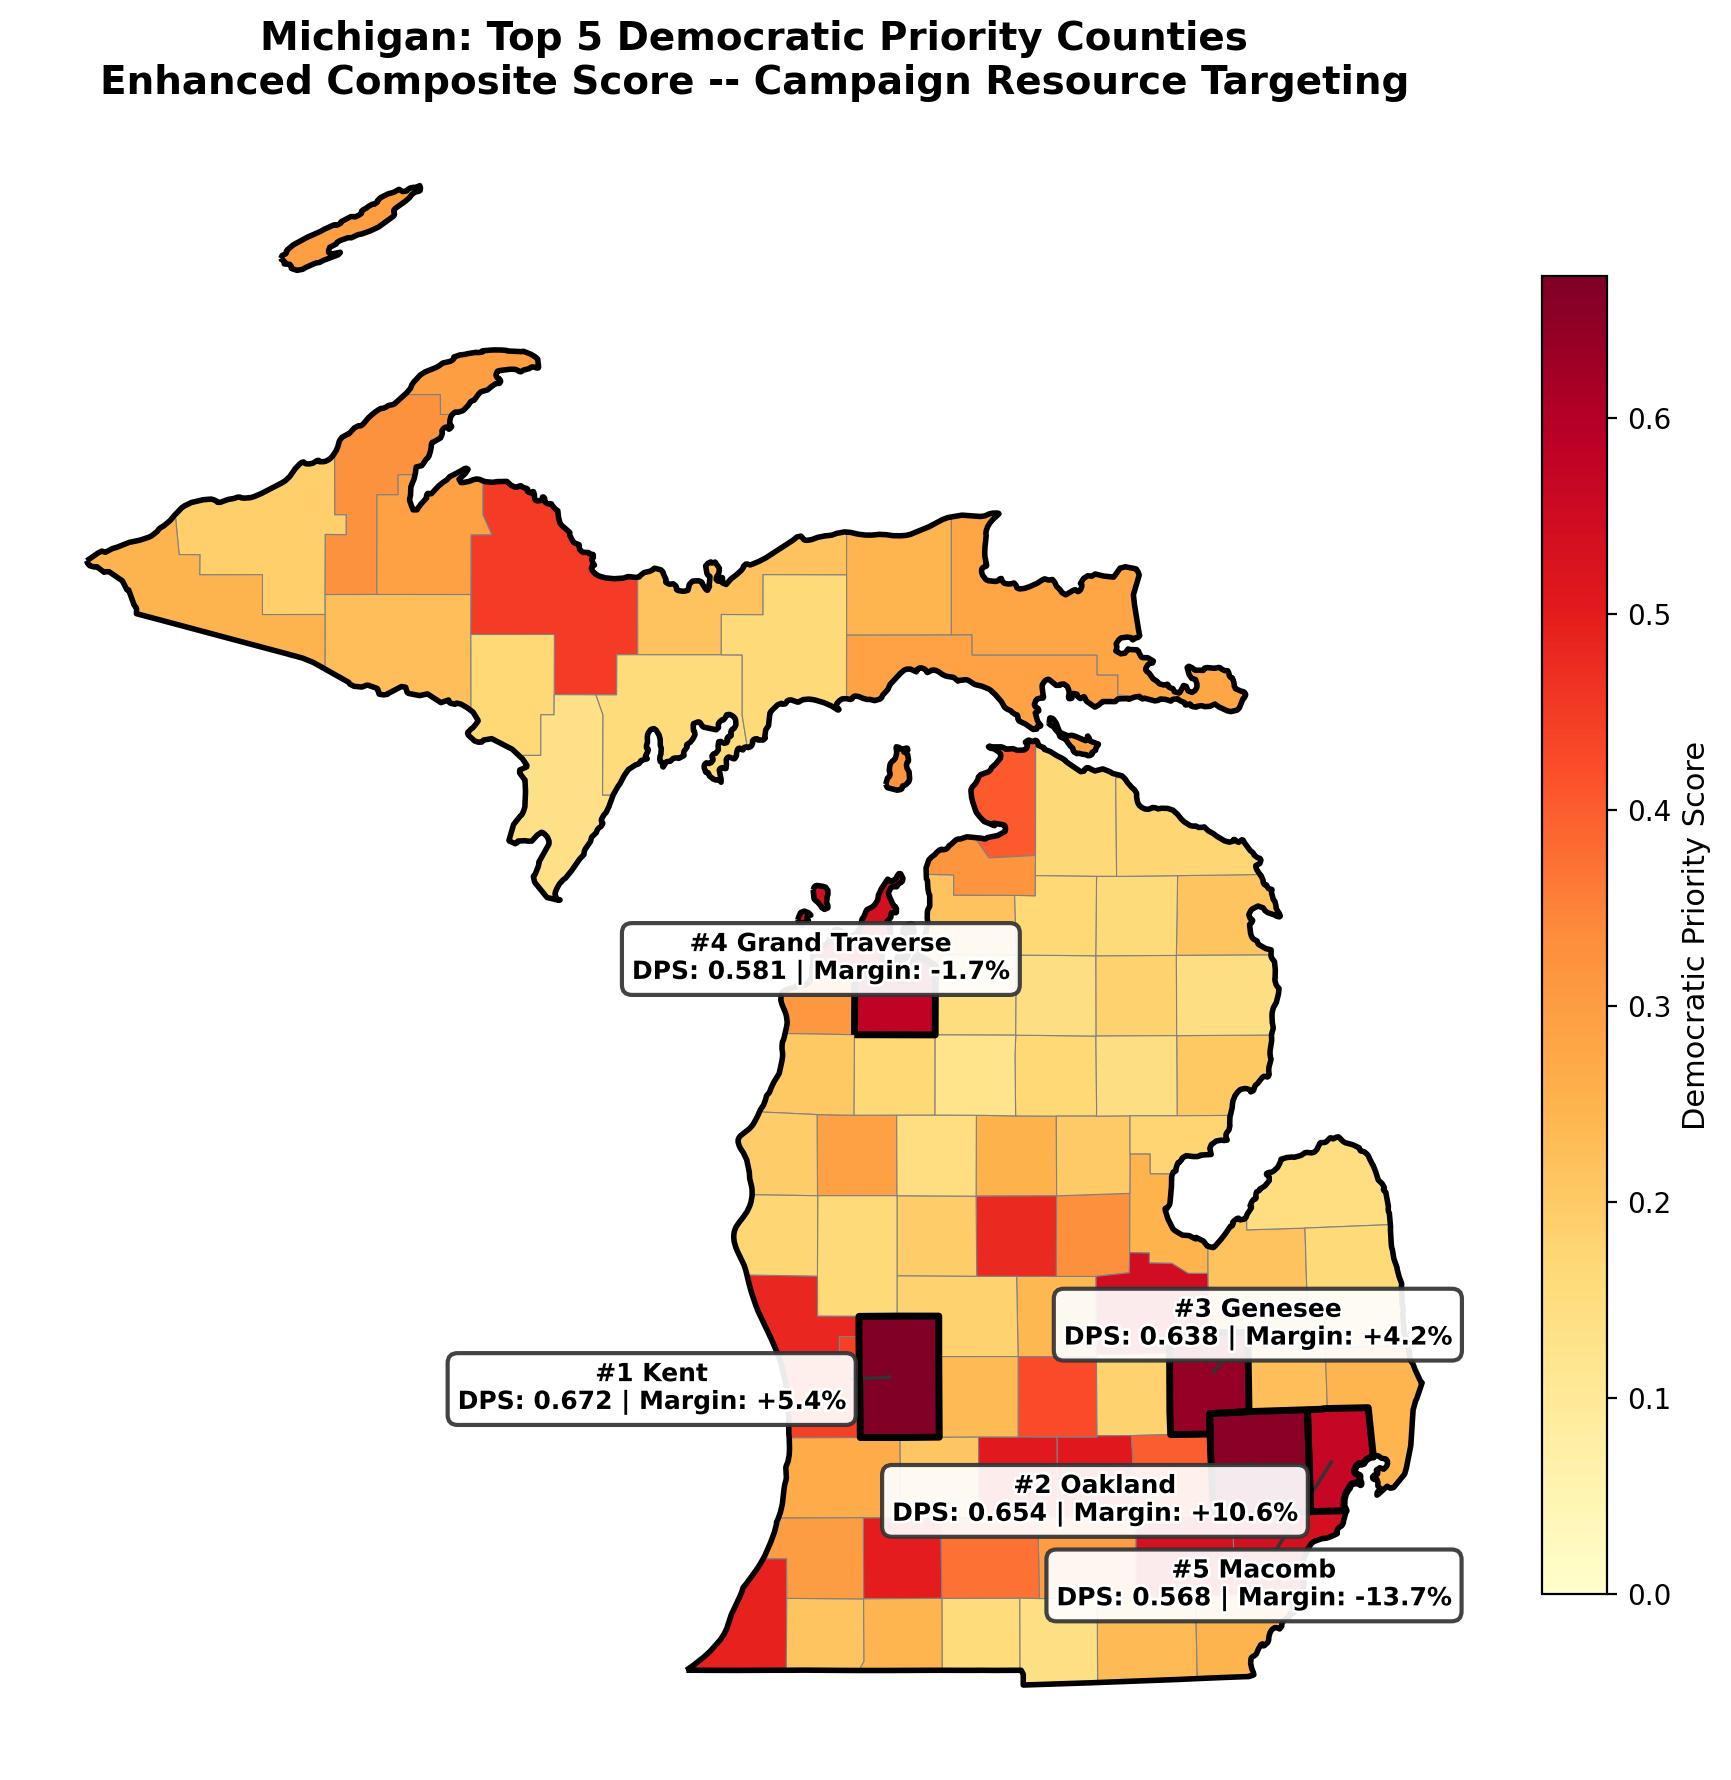 Michigan: Top 5 Democratic Priority Counties
Enhanced Composite Score -- Campaign Resource Targeting
#4 Grand Traverse
DPS: 0.581 | Margin: -1.7%
#3 Genesee
DPS: 0.638 | Margin: +4.2%
#1 Kent
DPS: 0.672 | Margin: +5.4%
#2 Oakland
DPS: 0.654 | Margin: +10.6%
#5 Macomb
DPS: 0.568 | Margin: -13.7%
0.6
0.5
0.4
0.3
0.2
0.1
0.0
Democratic Priority Score